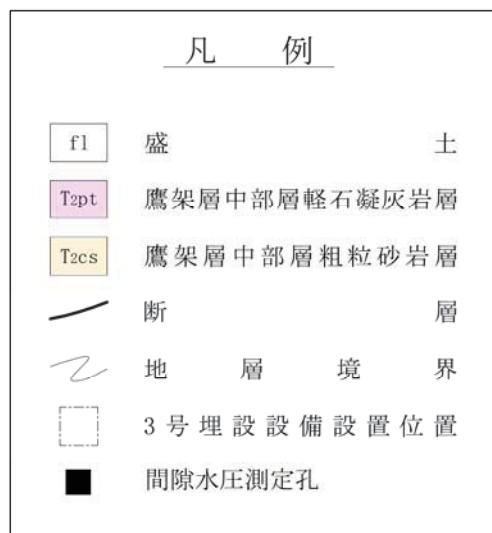 凡例
fl 盛土
T2pt 鷹架層中部層軽石凝灰岩層
T2cs 鷹架層中部層粗粒砂岩層
断層
地層境界
3号埋設設備設置位置
間隙水圧測定孔